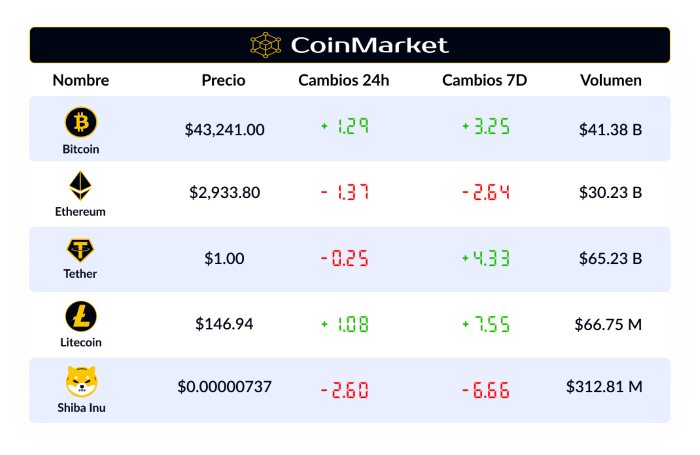 CoinMarket
Nombre Precio Cambios 24h Cambios 7D Volumen
Bitcoin $43,241.00 + 1.29 + 3.25 $41.38 B
Ethereum $2,933.80 - 1.37 - 2.64 $30.23 B
Tether $1.00 - 0.25 + 4.33 $65.23 B
Litecoin $146.94 + 1.08 + 7.55 $66.75 M
Shiba Inu $0.00000737 - 2.60 - 6.66 $312.81 M